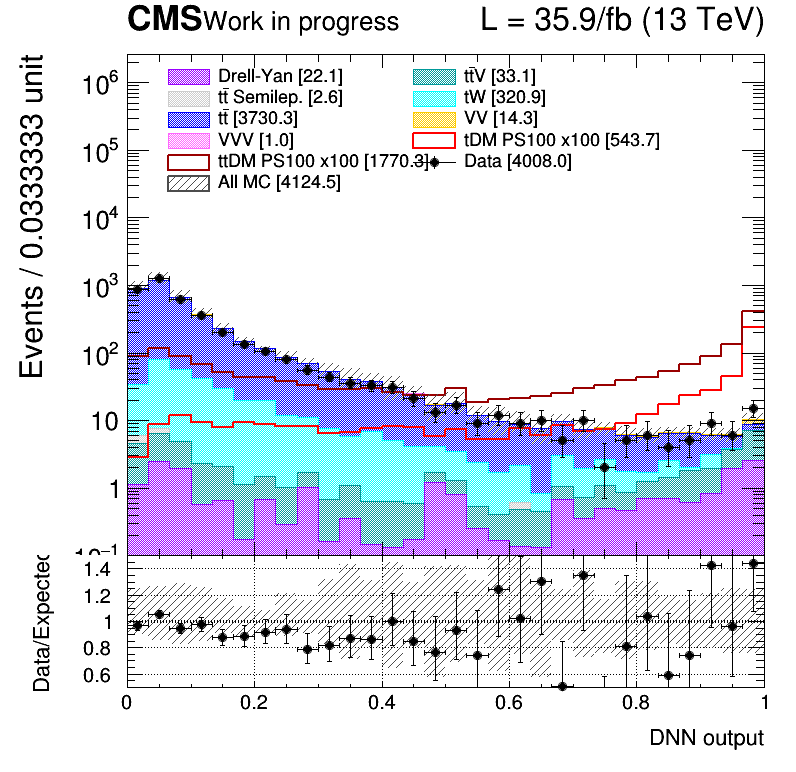 CMS Work in progress L = 35.9/fb (13 TeV)
Events / 0.0333333 unit
Drell-Yan [22.1] tt̄V [33.1]
tt̄ Semilep. [2.6] tW [320.9]
tt̄ [3730.3] VV [14.3]
VVV [1.0] tDM PS100 x100 [543.7]
ttDM PS100 x100 [1770.3] Data [4008.0]
All MC [4124.5]
10⁶
10⁵
10⁴
10³
10²
10
1
10⁻¹
Data/Expected
1.4
1.2
1
0.8
0.6
0 0.2 0.4 0.6 0.8 1
DNN output